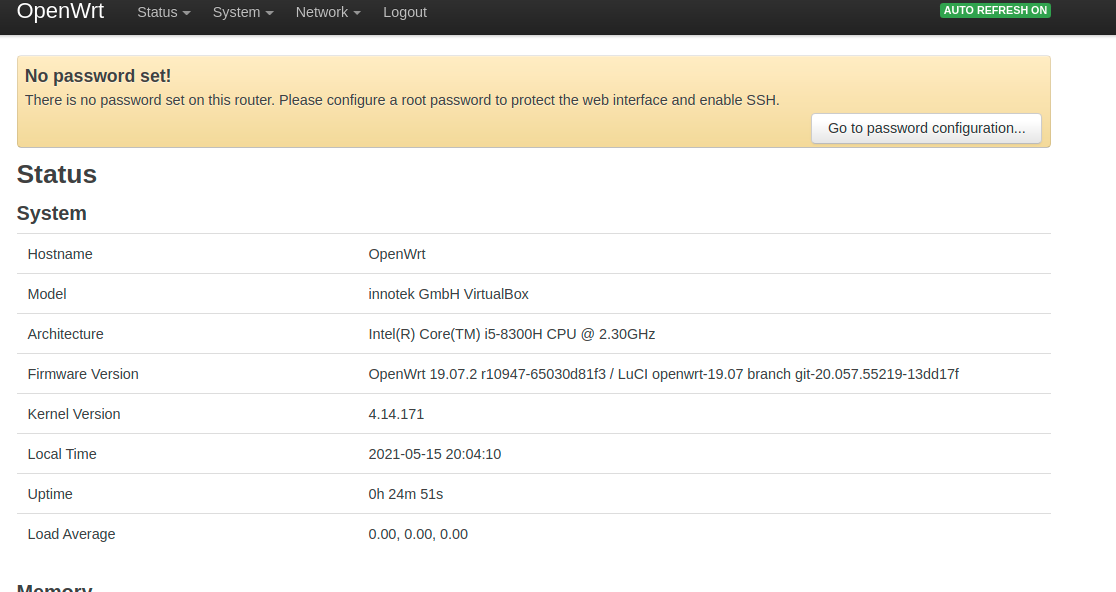 OpenWrt Status System Network Logout AUTO REFRESH ON
No password set!
There is no password set on this router. Please configure a root password to protect the web interface and enable SSH.
Go to password configuration...
Status
System
Hostname OpenWrt
Model innotek GmbH VirtualBox
Architecture Intel(R) Core(TM) i5-8300H CPU @ 2.30GHz
Firmware Version OpenWrt 19.07.2 r10947-65030d81f3 / LuCI openwrt-19.07 branch git-20.057.55219-13dd17f
Kernel Version 4.14.171
Local Time 2021-05-15 20:04:10
Uptime 0h 24m 51s
Load Average 0.00, 0.00, 0.00
Memory